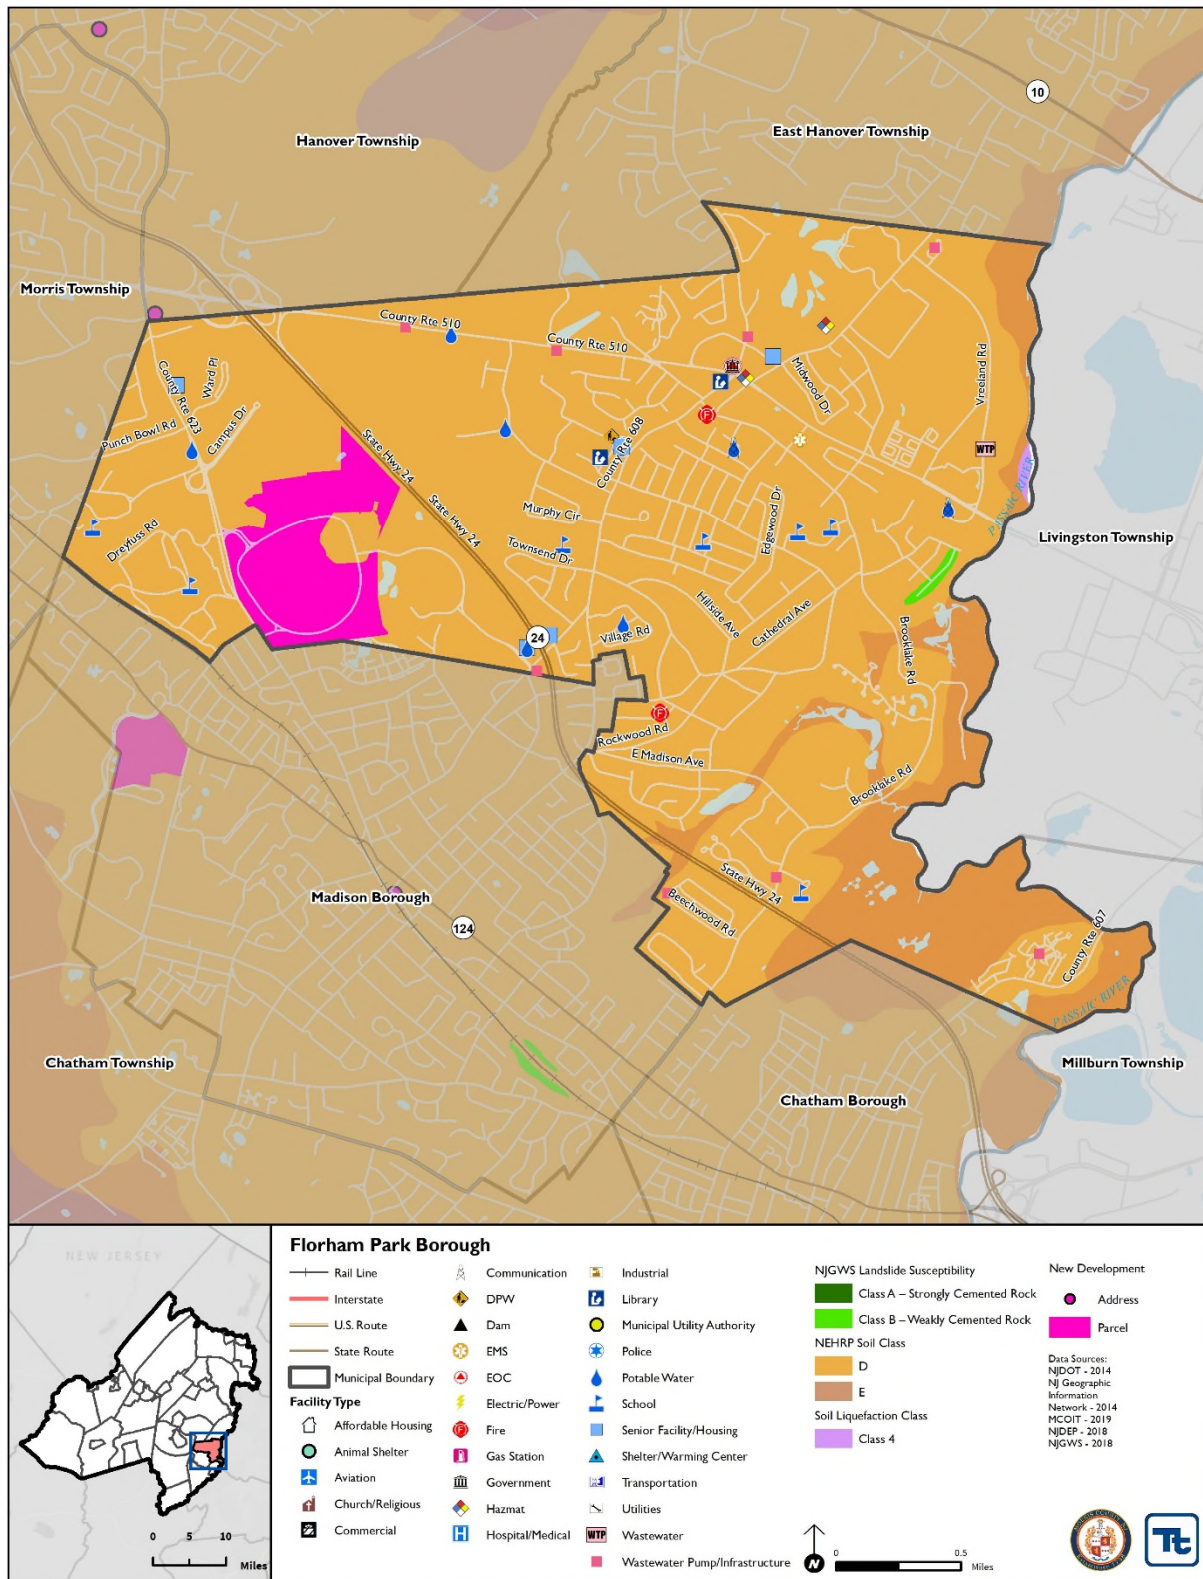 10
Hanover Township
East Hanover Township
Morris Township
County Rte 510
County Rte 510
County Rte 623
Ward Pl
Campus Dr
Punch Bowl Rd
Dreyfuss Rd
State Hwy 24
State Hwy 24
Midwood Dr
Vreeland Rd
County Rte 608
WTP
PASSAIC RIVER
Murphy Cir
Townsend Dr
Edgewood Dr
Livingston Township
Hillside Ave
Cathedral Ave
Brooklake Rd
24
Village Rd
Rockwood Rd
E Madison Ave
Brooklake Rd
State Hwy 24
Beechwood Rd
Madison Borough
124
County Rte 607
PASSAIC RIVER
Chatham Township
Millburn Township
Chatham Borough
NEW JERSEY
0 5 10
Miles
Florham Park Borough
Rail Line
Interstate
U.S. Route
State Route
Municipal Boundary
Facility Type
Affordable Housing
Animal Shelter
Aviation
Church/Religious
Commercial
Communication
DPW
Dam
EMS
EOC
Electric/Power
Fire
Gas Station
Government
Hazmat
H Hospital/Medical
Industrial
Library
Municipal Utility Authority
Police
Potable Water
School
Senior Facility/Housing
Shelter/Warming Center
Transportation
Utilities
WTP Wastewater
Wastewater Pump/Infrastructure
NJGWS Landslide Susceptibility
Class A – Strongly Cemented Rock
Class B – Weakly Cemented Rock
NEHRP Soil Class
D
E
Soil Liquefaction Class
Class 4
New Development
Address
Parcel
Data Sources:
NJDOT - 2014
NJ Geographic
Information
Network - 2014
MCOIT - 2019
NJDEP - 2018
NJGWS - 2018
N
0 0.5
Miles
Tt